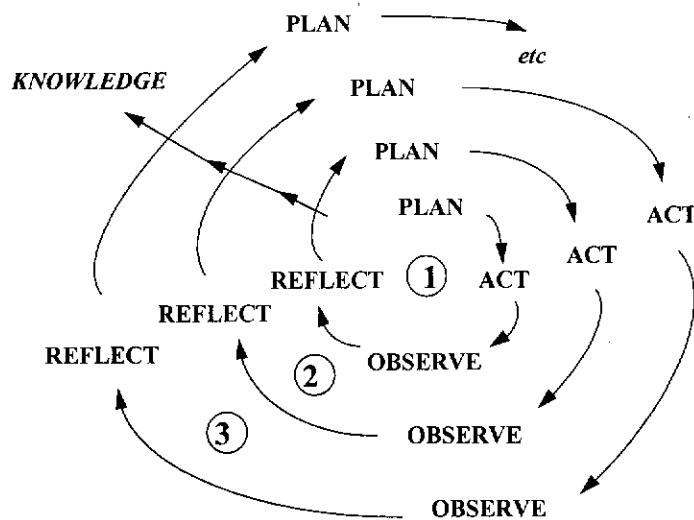 PLAN
etc
KNOWLEDGE
PLAN
PLAN
PLAN
ACT
ACT
REFLECT
1
ACT
REFLECT
REFLECT
2
OBSERVE
3
OBSERVE
OBSERVE